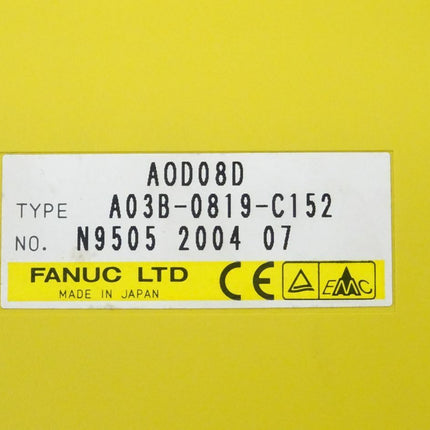 AOD08D
TYPE A03B-0819-C152
NO. N9505 2004 07
FANUC LTD
MADE IN JAPAN
CE
EMC